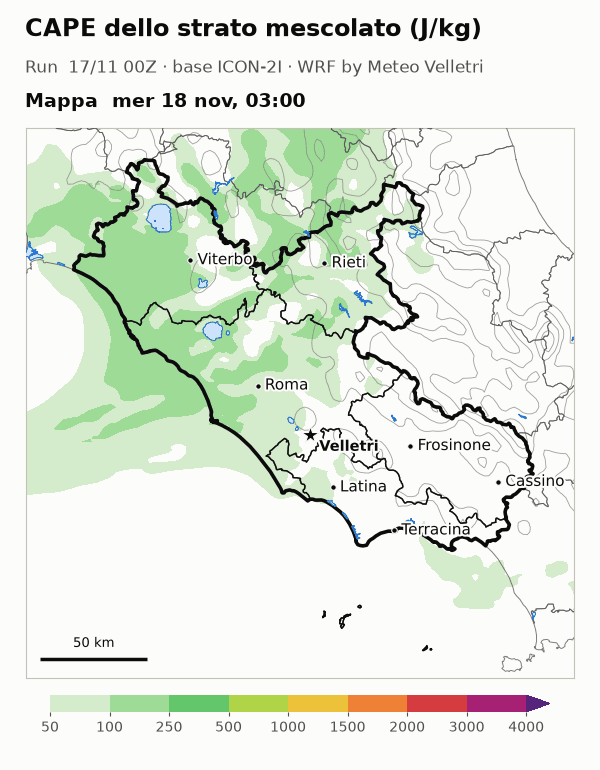 CAPE dello strato mescolato (J/kg)
Run  17/11 00Z · base ICON-2I · WRF by Meteo Velletri
Mappa  mer 18 nov, 03:00
Viterbo
Rieti
Roma
Velletri
Frosinone
Cassino
Latina
Terracina
50 km
50 100 250 500 1000 1500 2000 3000 4000